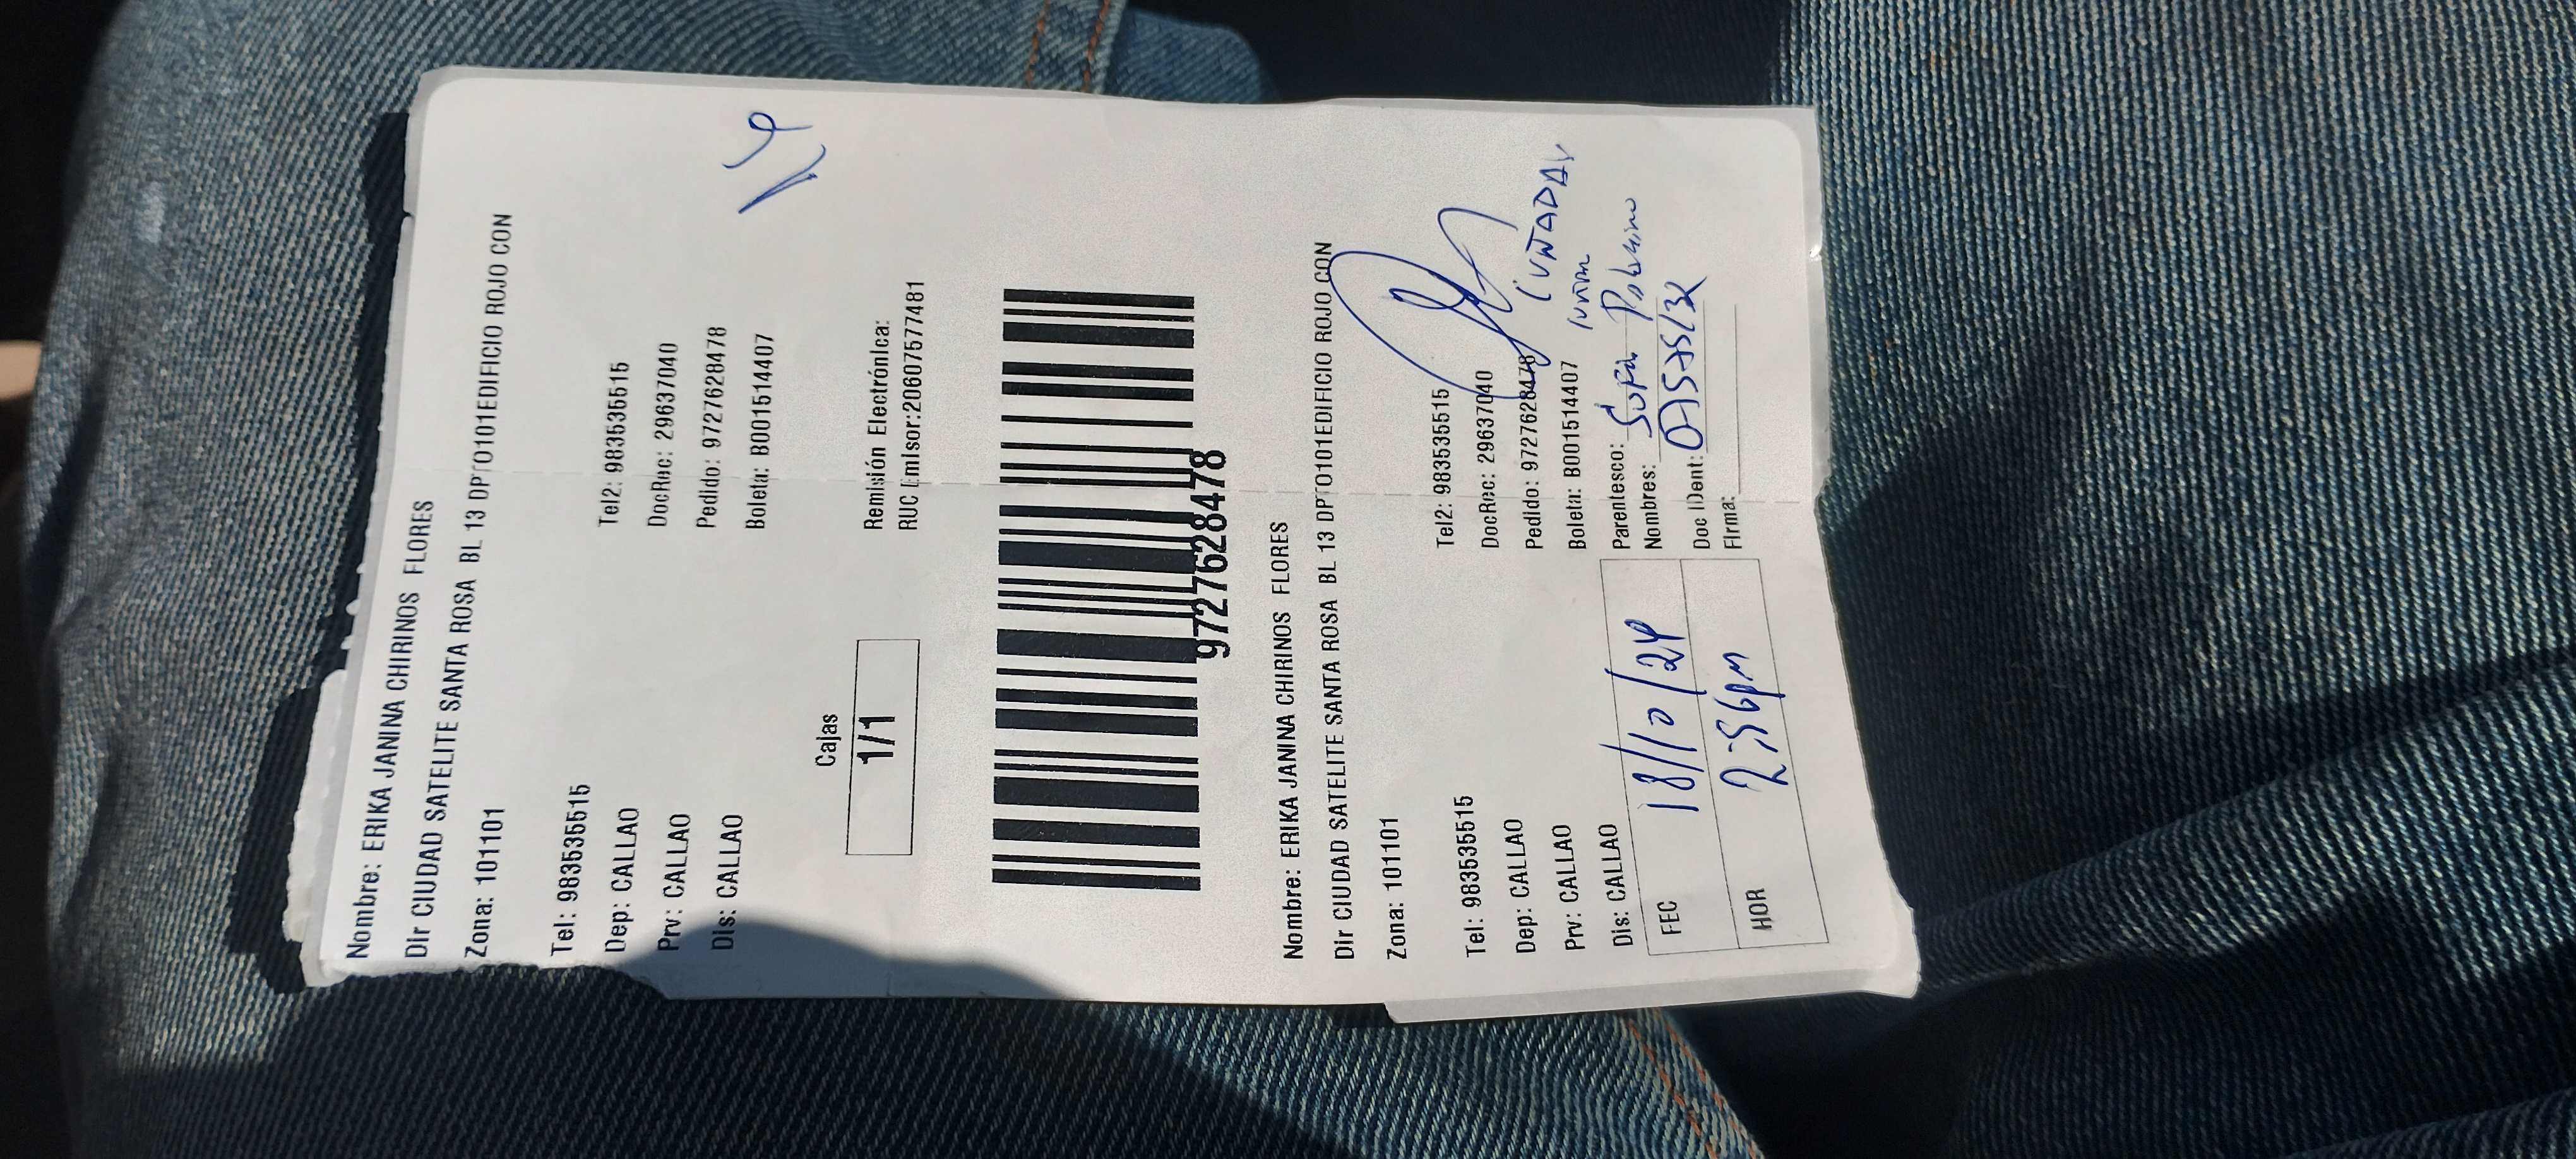 Nombre: ERIKA JANINA CHIRINOS FLORES
Dir CIUDAD SATELITE SANTA ROSA BL 13 DPTO101EDIFICIO ROJO CON
Zona: 101101
Tel: 983535515 Tel2: 983535515
Dep: CALLAO DocRec: 29637040
Prv: CALLAO Pedido: 9727628478
Dis: CALLAO Boleta: B001514407
14
Cajas
1/1
Remisión Electrónica:
RUC Emisor:20607577481
9727628478
Nombre: ERIKA JANINA CHIRINOS FLORES
Dir CIUDAD SATELITE SANTA ROSA BL 13 DPTO101EDIFICIO ROJO CON
Zona: 101101
Tel: 983535515 Tel2: 983535515
Dep: CALLAO DocRec: 29637040
Prv: CALLAO Pedido: 9727628478
Dis: CALLAO Boleta: B001514407
CUÑADA
FEC 18/10/24
HOR 2:56pm
Parentesco:
Nombres: Sofia
Doc IDent:
Firma: